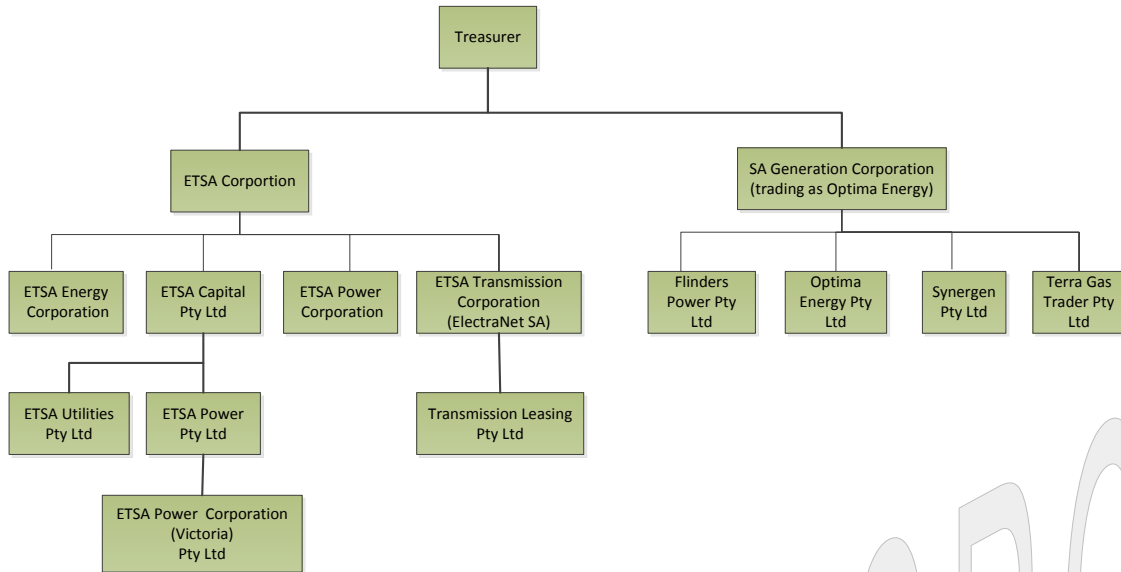 Treasurer
ETSA Corportion
SA Generation Corporation
(trading as Optima Energy)
ETSA Energy
Corporation
ETSA Capital
Pty Ltd
ETSA Power
Corporation
ETSA Transmission
Corporation
(ElectraNet SA)
Flinders
Power Pty
Ltd
Optima
Energy Pty
Ltd
Synergen
Pty Ltd
Terra Gas
Trader Pty
Ltd
ETSA Utilities
Pty Ltd
ETSA Power
Pty Ltd
Transmission Leasing
Pty Ltd
ETSA Power  Corporation
(Victoria)
Pty Ltd